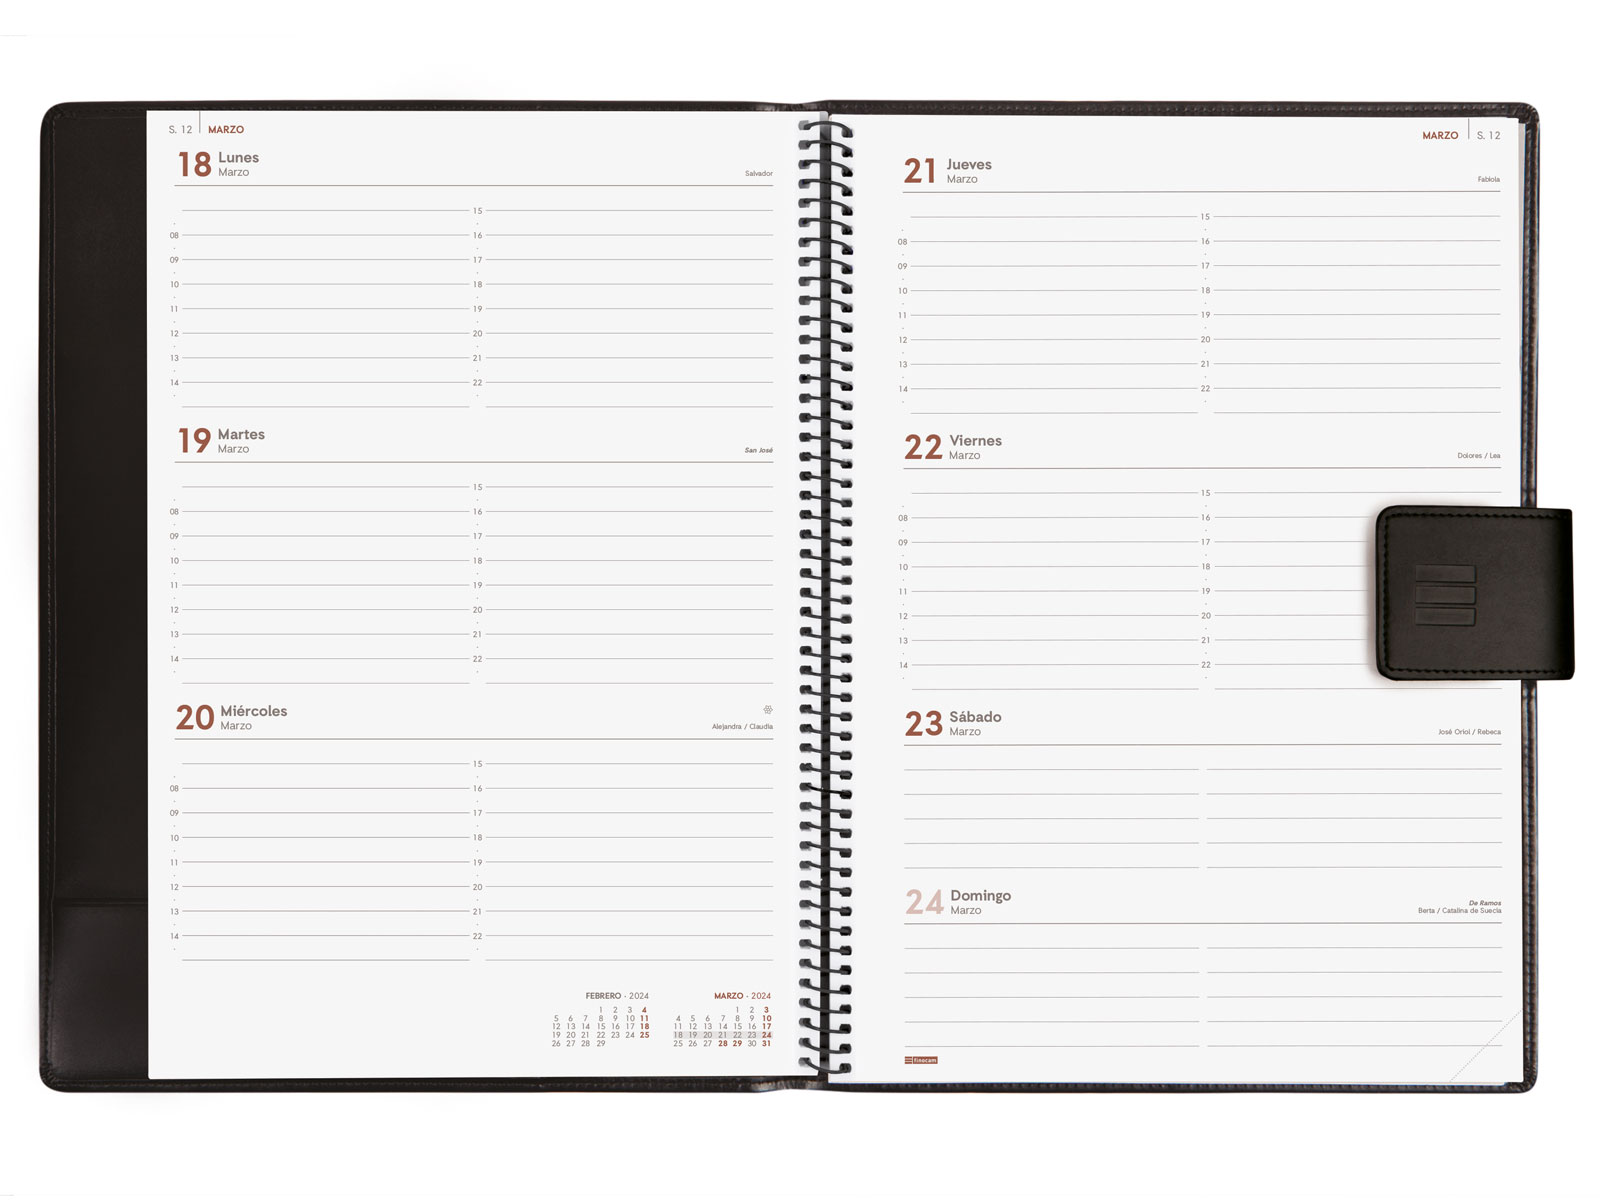 S. 12 MARZO
18 Lunes
Marzo
Salvador
15
08 16
09 17
10 18
11 19
12 20
13 21
14 22
19 Martes
Marzo
San José
15
08 16
09 17
10 18
11 19
12 20
13 21
14 22
20 Miércoles
Marzo
Alejandra / Claudia
15
08 16
09 17
10 18
11 19
12 20
13 21
14 22
FEBRERO · 2024
1 2 3 4
5 6 7 8 9 10 11
12 13 14 15 16 17 18
19 20 21 22 23 24 25
26 27 28 29
MARZO · 2024
1 2 3
4 5 6 7 8 9 10
11 12 13 14 15 16 17
18 19 20 21 22 23 24
25 26 27 28 29 30 31
MARZO S. 12
21 Jueves
Marzo
Fabiola
15
08 16
09 17
10 18
11 19
12 20
13 21
14 22
22 Viernes
Marzo
Dolores / Lea
15
08 16
09 17
10 18
11 19
12 20
13 21
14 22
23 Sábado
Marzo
José Oriol / Rebeca
24 Domingo
Marzo
De Ramos
Berta / Catalina de Suecia
finocam